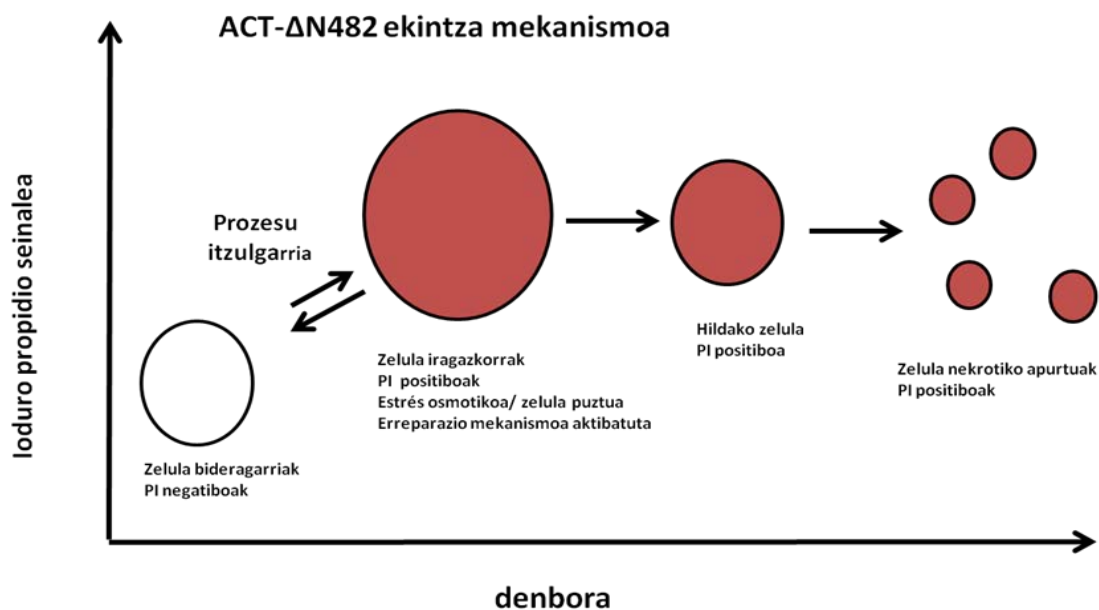 ACT-ΔN482 ekintza mekanismoa
Ioduro propidio seinalea
Prozesu
itzulgarria
Zelula bideragarriak
PI negatiboak
Zelula iragazkorrak
PI positiboak
Estrés osmotikoa/ zelula puztua
Erreparazio mekanismoa aktibatuta
Hildako zelula
PI positiboa
Zelula nekrotiko apurtuak
PI positiboak
denbora